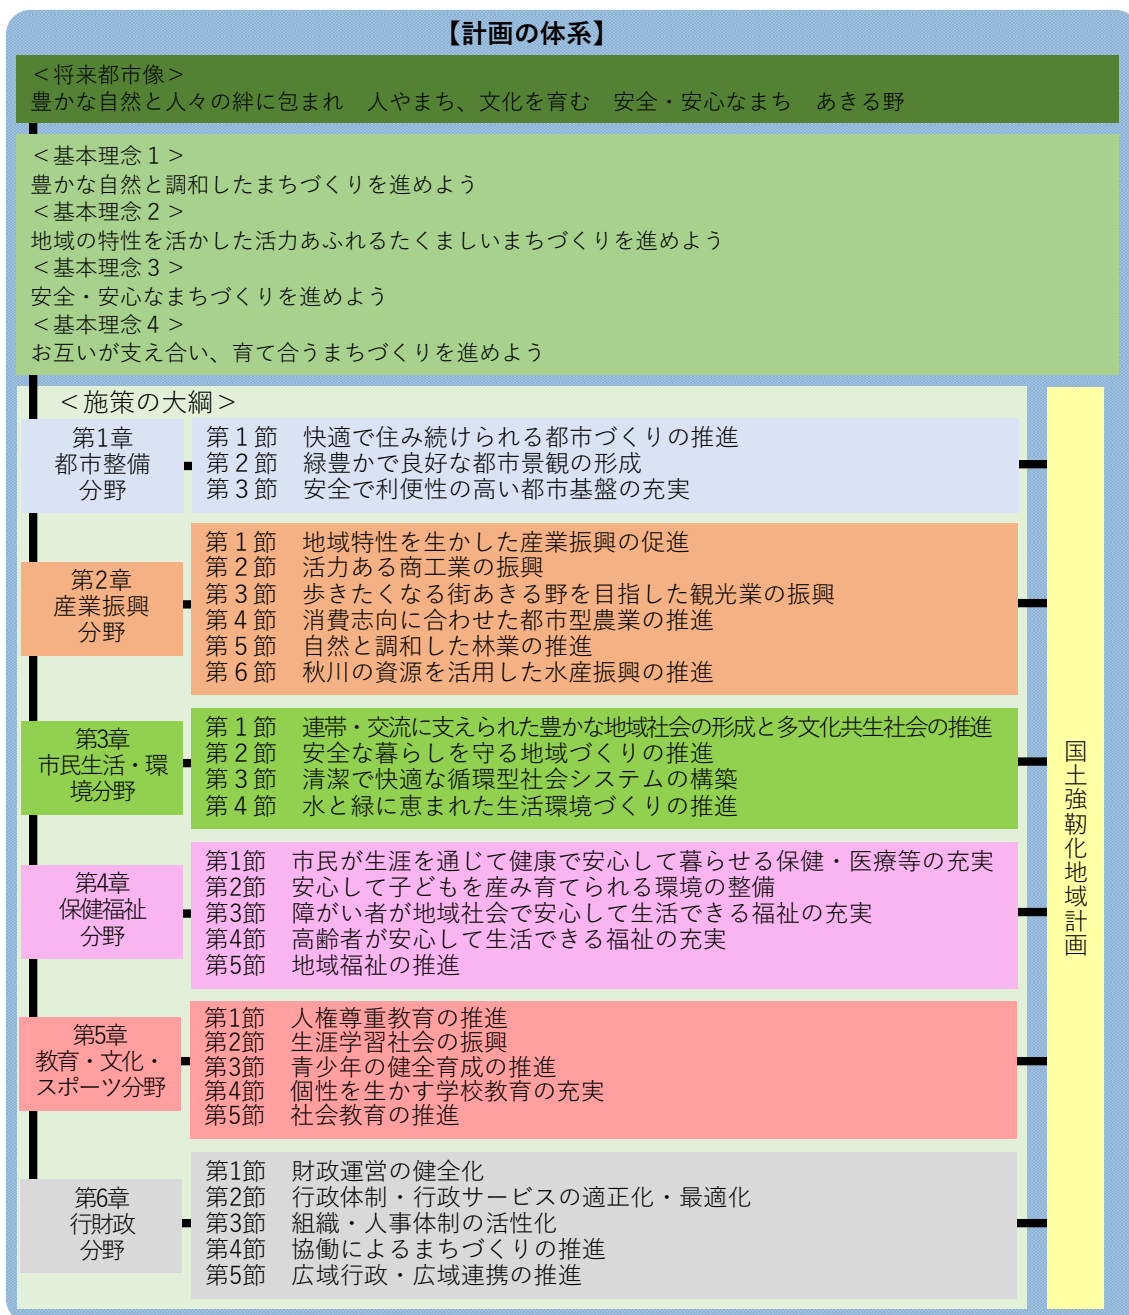 【計画の体系】
＜将来都市像＞
豊かな自然と人々の絆に包まれ　人やまち、文化を育む　安全・安心なまち　あきる野
＜基本理念１＞
豊かな自然と調和したまちづくりを進めよう
＜基本理念２＞
地域の特性を活かした活力あふれるたくましいまちづくりを進めよう
＜基本理念３＞
安全・安心なまちづくりを進めよう
＜基本理念４＞
お互いが支え合い、育て合うまちづくりを進めよう
＜施策の大綱＞
第1章
都市整備
分野
第１節　快適で住み続けられる都市づくりの推進
第２節　緑豊かで良好な都市景観の形成
第３節　安全で利便性の高い都市基盤の充実
第2章
産業振興
分野
第１節　地域特性を生かした産業振興の促進
第２節　活力ある商工業の振興
第３節　歩きたくなる街あきる野を目指した観光業の振興
第４節　消費志向に合わせた都市型農業の推進
第５節　自然と調和した林業の推進
第６節　秋川の資源を活用した水産振興の推進
第3章
市民生活・環
境分野
第１節　連帯・交流に支えられた豊かな地域社会の形成と多文化共生社会の推進
第２節　安全な暮らしを守る地域づくりの推進
第３節　清潔で快適な循環型社会システムの構築
第４節　水と緑に恵まれた生活環境づくりの推進
第4章
保健福祉
分野
第1節　市民が生涯を通じて健康で安心して暮らせる保健・医療等の充実
第2節　安心して子どもを産み育てられる環境の整備
第3節　障がい者が地域社会で安心して生活できる福祉の充実
第4節　高齢者が安心して生活できる福祉の充実
第5節　地域福祉の推進
第5章
教育・文化・
スポーツ分野
第1節　人権尊重教育の推進
第2節　生涯学習社会の振興
第3節　青少年の健全育成の推進
第4節　個性を生かす学校教育の充実
第5節　社会教育の推進
第6章
行財政
分野
第1節　財政運営の健全化
第2節　行政体制・行政サービスの適正化・最適化
第3節　組織・人事体制の活性化
第4節　協働によるまちづくりの推進
第5節　広域行政・広域連携の推進
国土強靭化地域計画